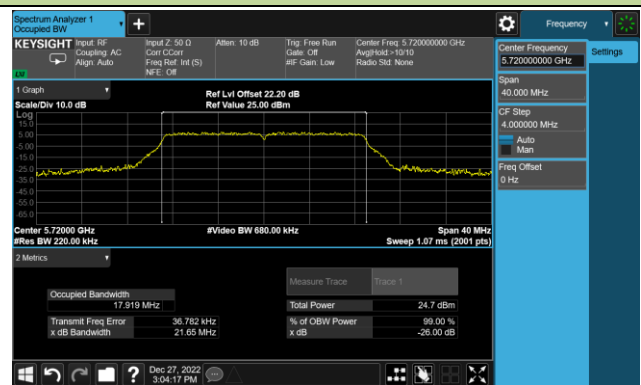 Spectrum Analyzer 1
Occupied BW
Frequency
KEYSIGHT
Input: RF
Coupling: AC
Align: Auto
Input Z: 50 Ω
Corr CCorr
Freq Ref: Int (S)
NFE: Off
Atten: 10 dB
Trig: Free Run
Gate: Off
#IF Gain: Low
Center Freq: 5.720000000 GHz
Avg|Hold:>10/10
Radio Std: None
Center Frequency
5.720000000 GHz
Settings
Span
40.000 MHz
CF Step
4.000000 MHz
Auto
Man
Freq Offset
0 Hz
1 Graph
Scale/Div 10.0 dB
Ref Lvl Offset 22.20 dB
Ref Value 25.00 dBm
Log
15.0
5.00
-5.00
-15.0
-25.0
-35.0
-45.0
-55.0
-65.0
Center 5.72000 GHz
#Video BW 680.00 kHz
Span 40 MHz
#Res BW 220.00 kHz
Sweep 1.07 ms (2001 pts)
2 Metrics
Measure Trace
Trace 1
Occupied Bandwidth
17.919 MHz
Total Power
24.7 dBm
Transmit Freq Error
36.782 kHz
% of OBW Power
99.00 %
x dB Bandwidth
21.65 MHz
x dB
-26.00 dB
Dec 27, 2022
3:04:17 PM